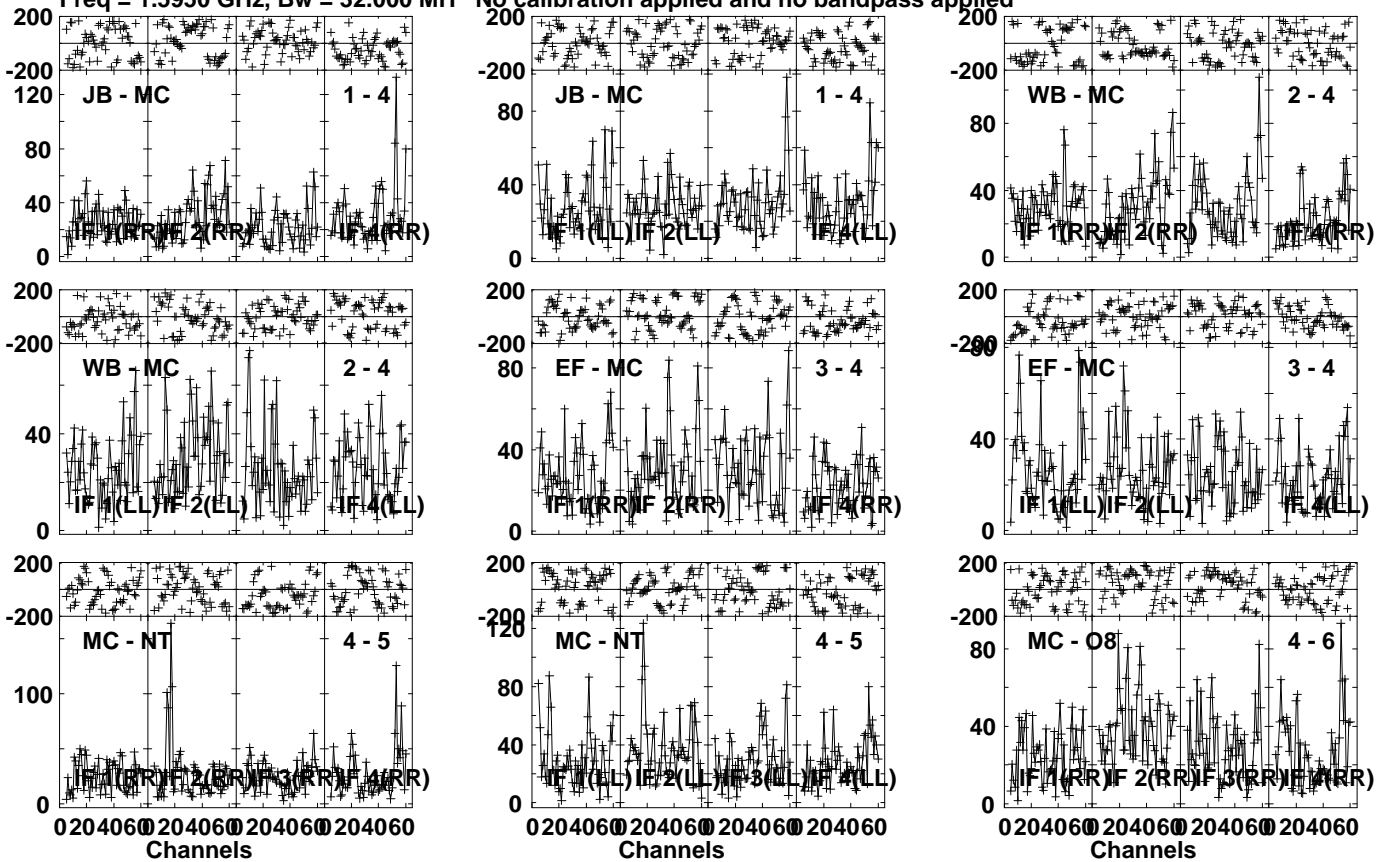 Freq = 1.5950 GHz, Bw = 32.000 MH No calibration applied and no bandpass applied
200 200 200
-200 -200 -200
JB - MC 1 - 4 JB - MC 1 - 4 WB - MC 2 - 4
120
80 80 80
40 40 40
IF 1(RR) IF 2(RR) IF 4(RR) IF 1(LL) IF 2(LL) IF 4(LL) IF 1(RR) IF 2(RR) IF 4(RR)
0 0 0
200 200 200
-200 -200 -200
80 80
WB - MC 2 - 4 EF - MC 3 - 4 EF - MC 3 - 4
40 40 40
IF 1(LL) IF 2(LL) IF 4(LL) IF 1(RR) IF 2(RR) IF 4(RR) IF 1(LL) IF 2(LL) IF 4(LL)
0 0 0
200 200 200
-200 -200 -200
120
MC - NT 4 - 5 MC - NT 4 - 5 MC - O8 4 - 6
100 80 80
40 40
IF 1(RR) IF 2(RR) IF 3(RR) IF 4(RR) IF 1(LL) IF 2(LL) IF 3(LL) IF 4(LL) IF 1(RR) IF 2(RR) IF 3(RR) IF 4(RR)
0 0 0
0 20 40 60 0 20 40 60 0 20 40 60 0 20 40 60 0 20 40 60 0 20 40 60 0 20 40 60 0 20 40 60 0 20 40 60 0 20 40 60 0 20 40 60 0 20 40 60
Channels Channels Channels